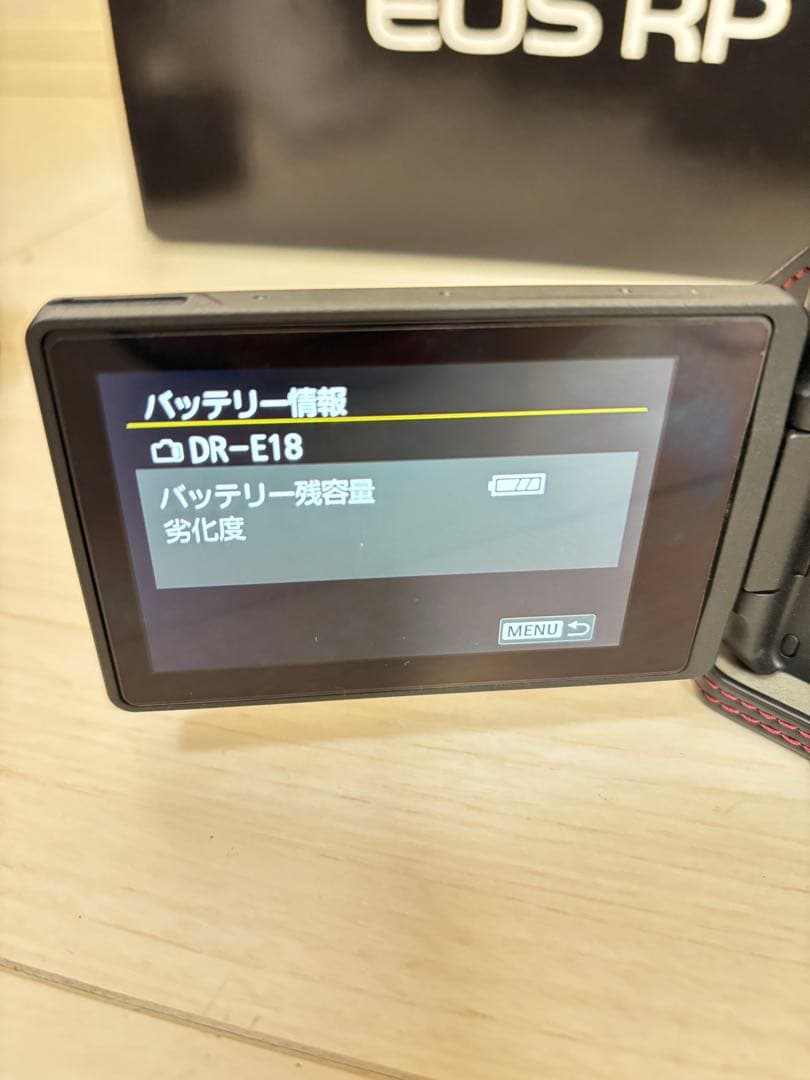 EOS RP
バッテリー情報
DR-E18
バッテリー残容量
劣化度
MENU